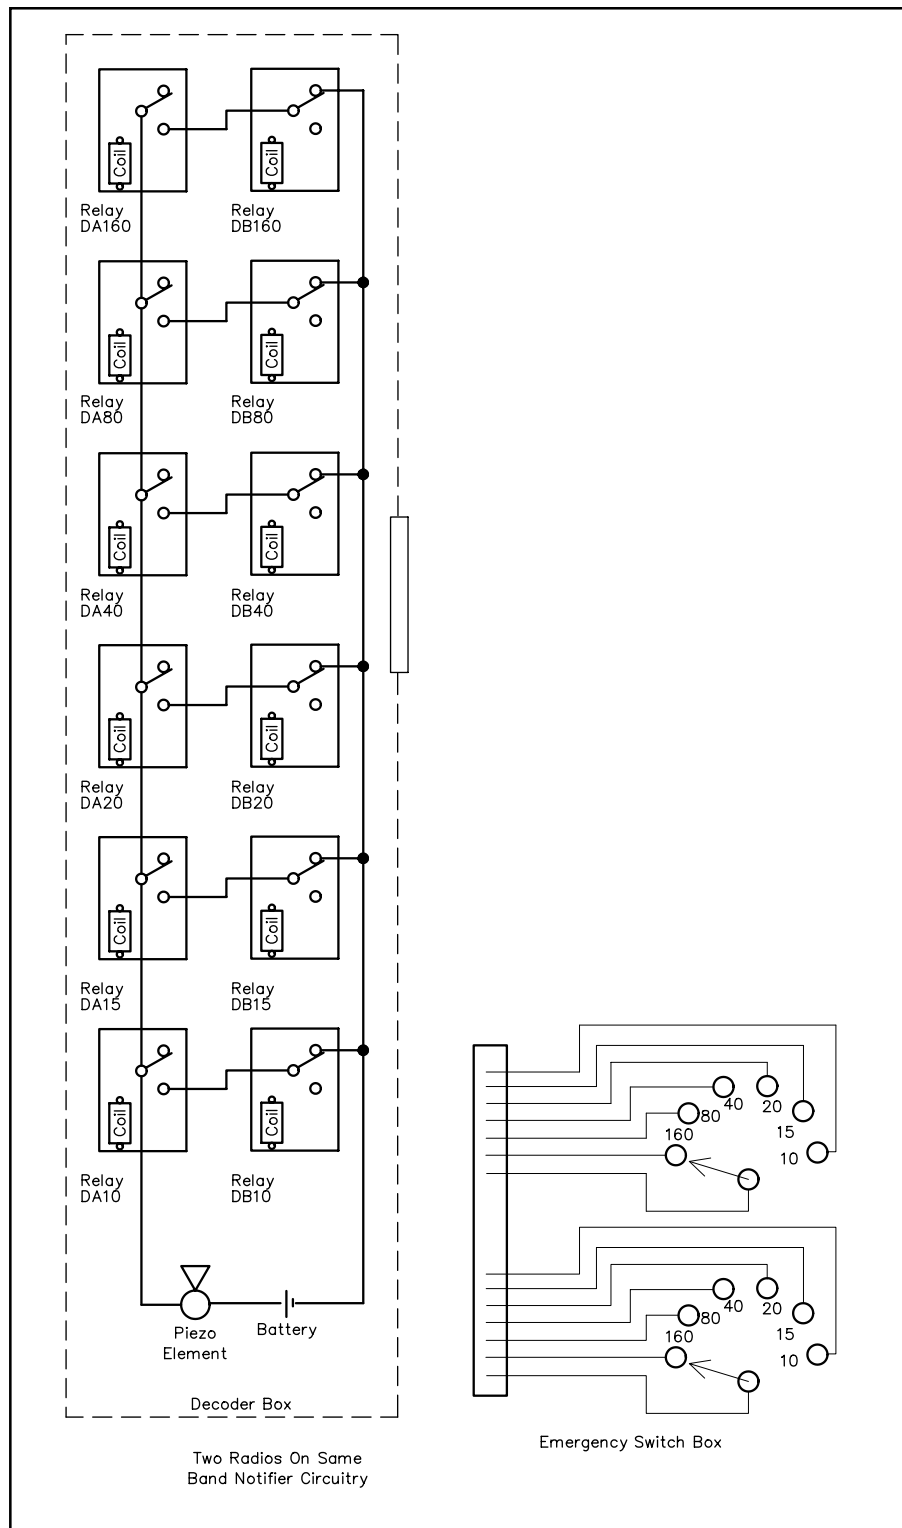 Coil
Coil
Relay
DA160
Relay
DB160
Coil
Coil
Relay
DA80
Relay
DB80
Coil
Coil
Relay
DA40
Relay
DB40
Coil
Coil
Relay
DA20
Relay
DB20
Coil
Coil
Relay
DA15
Relay
DB15
Coil
Coil
Relay
DA10
Relay
DB10
Piezo
Element
Battery
Decoder Box
Two Radios On Same
Band Notifier Circuitry
160
80
40
20
15
10
160
80
40
20
15
10
Emergency Switch Box